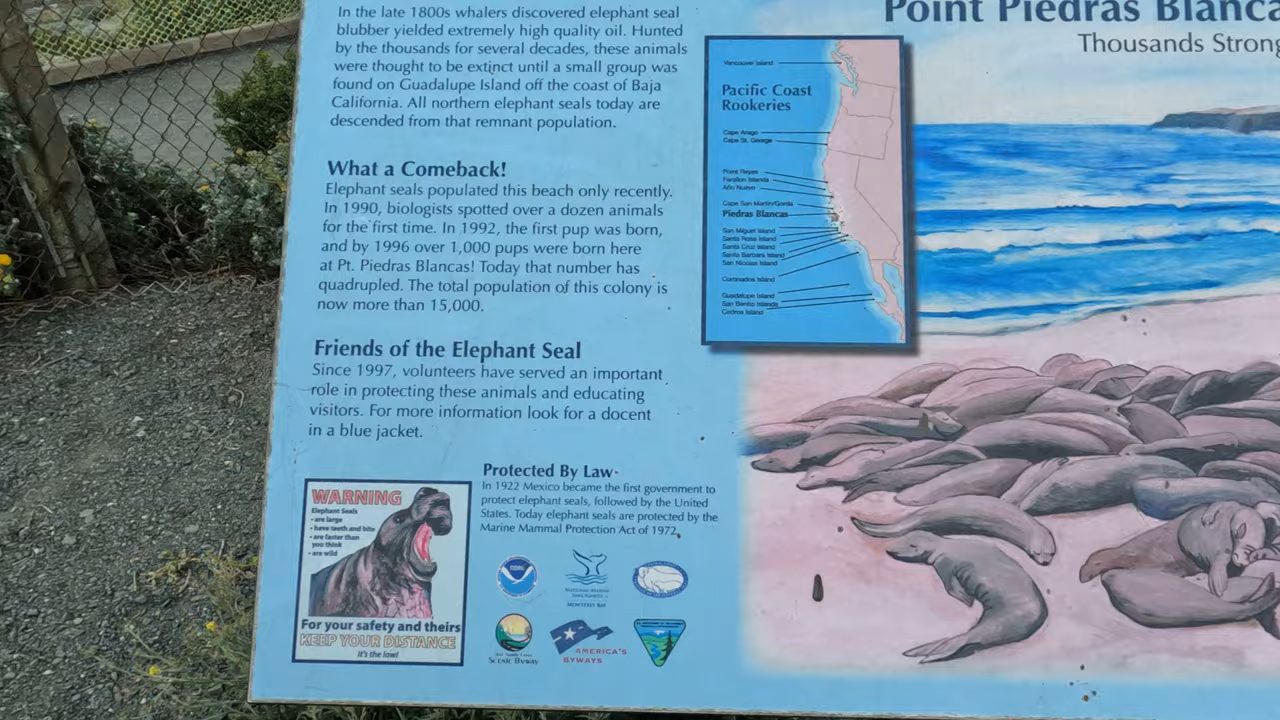 In the late 1800s whalers discovered elephant seal
blubber yielded extremely high quality oil. Hunted
by the thousands for several decades, these animals
were thought to be extinct until a small group was
found on Guadalupe Island off the coast of Baja
California. All northern elephant seals today are
descended from that remnant population.
What a Comeback!
Elephant seals populated this beach only recently.
In 1990, biologists spotted over a dozen animals
for the first time. In 1992, the first pup was born,
and by 1996 over 1,000 pups were born here
at Pt. Piedras Blancas! Today that number has
quadrupled. The total population of this colony is
now more than 15,000.
Friends of the Elephant Seal
Since 1997, volunteers have served an important
role in protecting these animals and educating
visitors. For more information look for a docent
in a blue jacket.
WARNING
Elephant Seals
• are large
• have teeth and bite
• are faster than
you think
• are wild
For your safety and theirs
KEEP YOUR DISTANCE
it's the law!
Protected By Law
In 1922 Mexico became the first government to
protect elephant seals, followed by the United
States. Today elephant seals are protected by the
Marine Mammal Protection Act of 1972.
NATIONAL MARINE
SANCTUARY
MONTEREY BAY
SCENIC BYWAY
AMERICA'S
BYWAYS
Point Piedras Blanca
Thousands Strong
Pacific Coast
Rookeries
Vancouver Island
Cape Arago
Cape St. George
Point Reyes
Farallon Islands
Año Nuevo
Cape San Martin/Gorda
Piedras Blancas
San Miguel Island
Santa Rosa Island
Santa Cruz Island
Santa Barbara Island
San Nicolas Island
Coronados Island
Guadalupe Island
San Benito Islands
Cedros Island